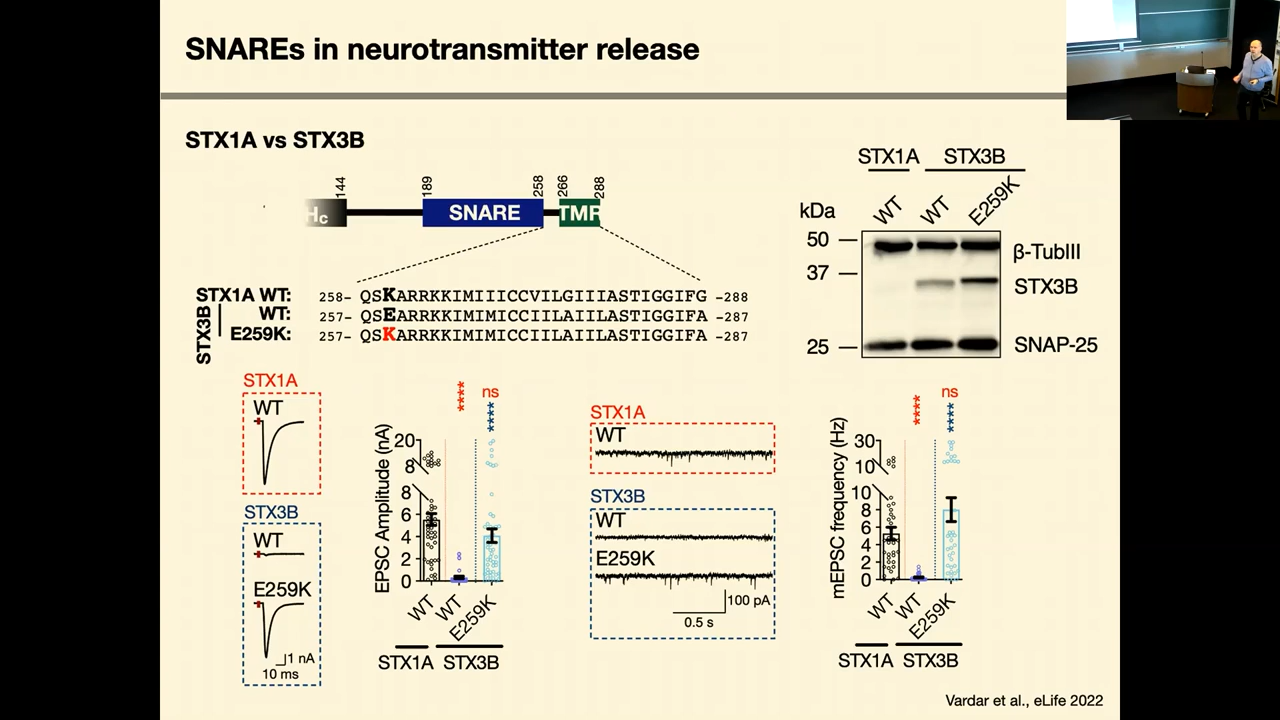 SNAREs in neurotransmitter release
STX1A vs STX3B
144
189
258
266
288
Hc
SNARE
TMR
STX1A WT: 258- QSKARRKKIMIIICCVILGIIIASTIGGIFG -288
STX3B
WT: 257- QSEARRKKIMIMICCIILAIILASTIGGIFA -287
E259K: 257- QSKARRKKIMIMICCIILAIILASTIGGIFA -287
STX1A STX3B
kDa
WT
WT
E259K
50
37
25
β-TubIII
STX3B
SNAP-25
STX1A
WT
STX3B
WT
E259K
1 nA
10 ms
EPSC Amplitude (nA)
20
8
8
6
4
2
0
****
ns
****
WT
WT
E259K
STX1A STX3B
STX1A
WT
STX3B
WT
E259K
100 pA
0.5 s
mEPSC frequency (Hz)
30
10
10
8
6
4
2
0
****
ns
****
WT
WT
E259K
STX1A STX3B
Vardar et al., eLife 2022